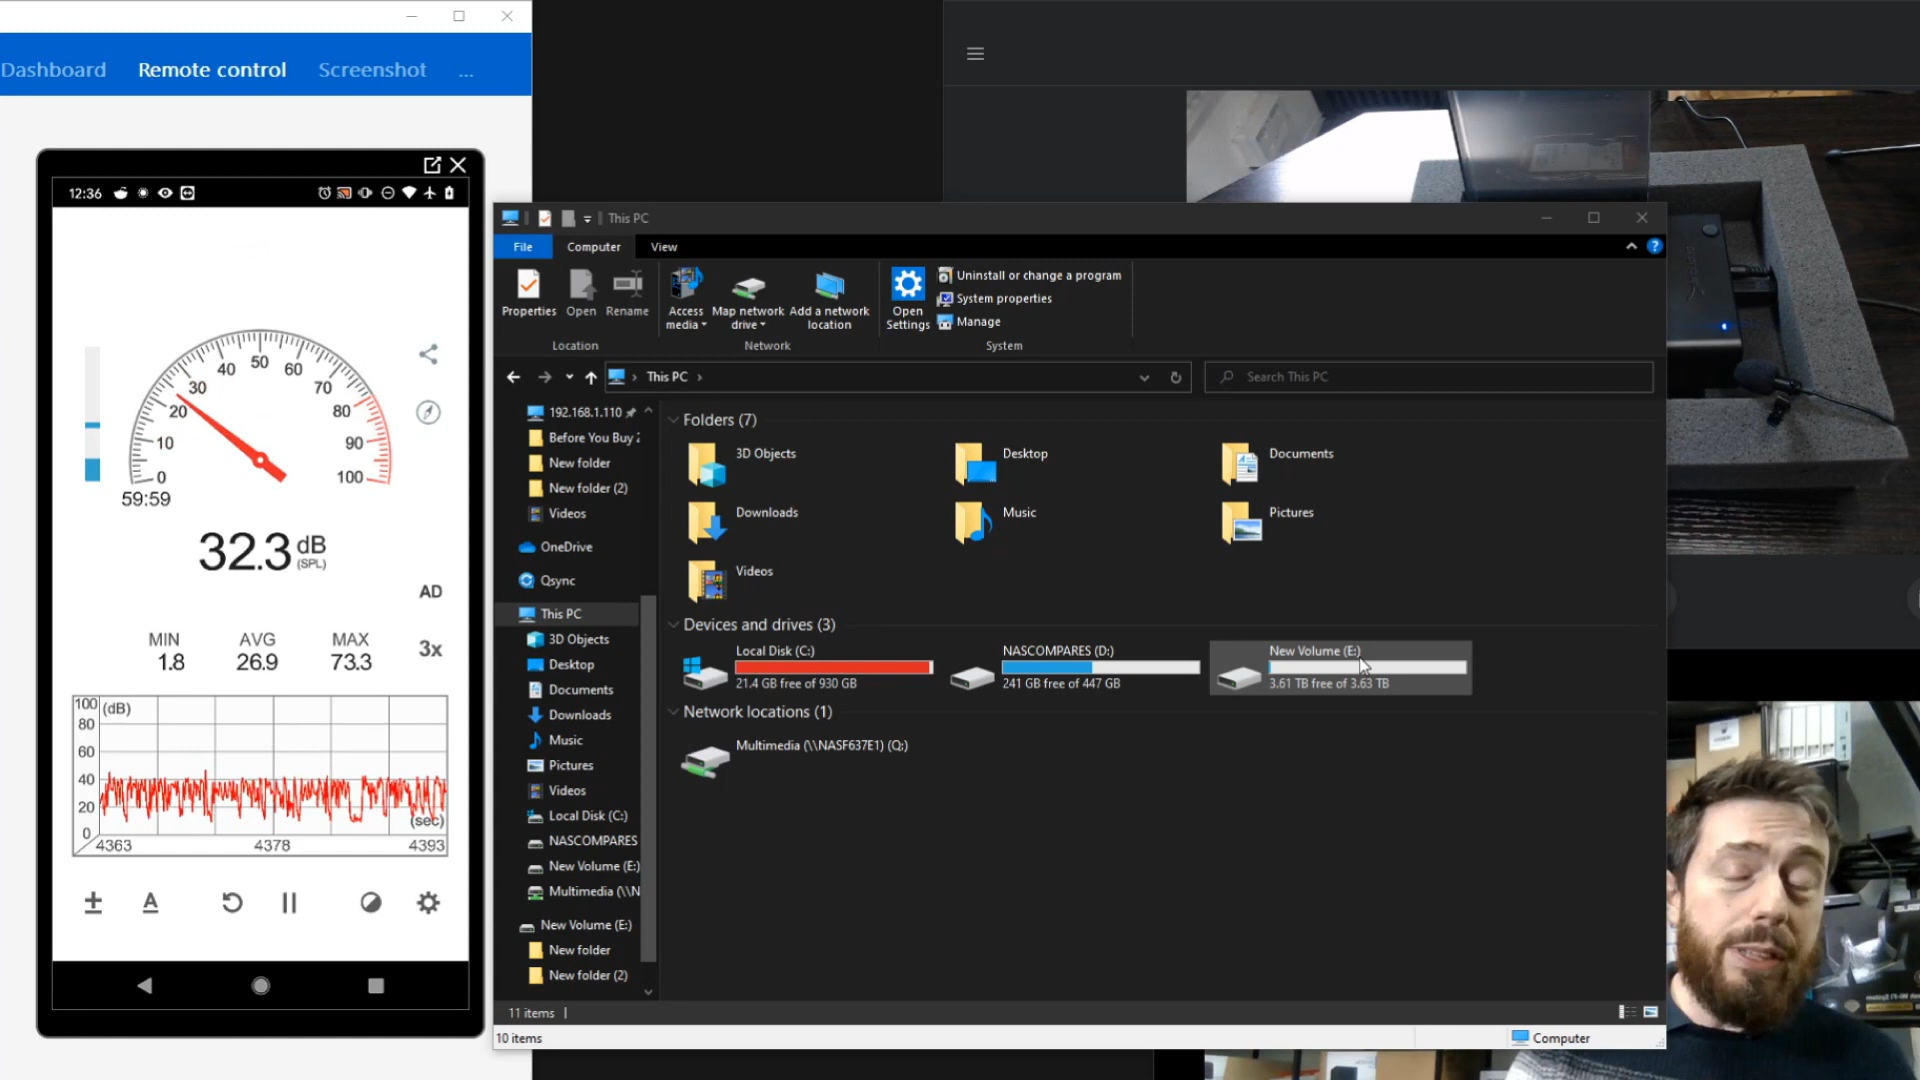 Dashboard
Remote control
Screenshot
...
12:36
30
40
50
60
70
20
80
10
90
0
100
59:59
32.3 dB
(SPL)
AD
MIN
AVG
MAX
1.8
26.9
73.3
3x
100
(dB)
80
60
40
20
0
(sec)
4363
4378
4393
A
This PC
File
Computer
View
Properties
Open
Rename
Access media
Map network drive
Add a network location
Open Settings
Uninstall or change a program
System properties
Manage
Location
Network
System
This PC
Search This PC
192.168.1.110
Before You Buy 2
New folder
New folder (2)
Videos
OneDrive
Qsync
This PC
3D Objects
Desktop
Documents
Downloads
Music
Pictures
Videos
Local Disk (C:)
NASCOMPARES
New Volume (E:)
Multimedia (\\N
New Volume (E:)
New folder
New folder (2)
Folders (7)
3D Objects
Desktop
Documents
Downloads
Music
Pictures
Videos
Devices and drives (3)
Local Disk (C:)
21.4 GB free of 930 GB
NASCOMPARES (D:)
241 GB free of 447 GB
New Volume (E:)
3.61 TB free of 3.63 TB
Network locations (1)
Multimedia (\\NASF637E1) (Q:)
11 items
10 items
Computer